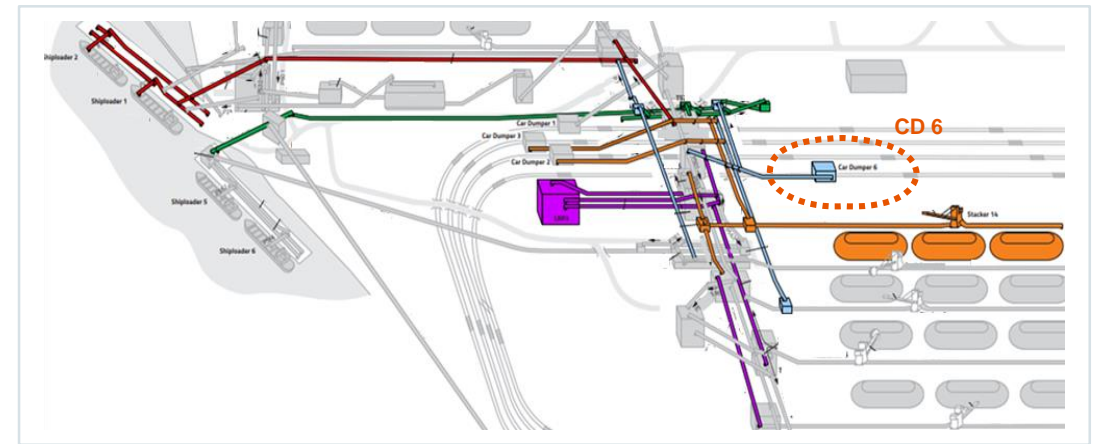 Shiploader 2
Shiploader 1
Car Dumper 1
Car Dumper 3
Car Dumper 2
CD 6
Car Dumper 6
Shiploader 5
Shiploader 6
Stacker 14